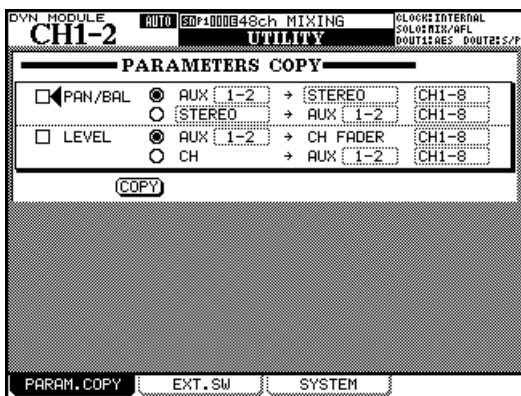 DYN MODULE
CH1-2
AUTO 48ch MIXING
UTILITY
CLOCK:INTERNAL
SOLO:MIX/AFL
DOUT1:AES DOUT2:S/P
PARAMETERS COPY
PAN/BAL AUX 1-2 → STEREO CH1-8
STEREO → AUX 1-2 CH1-8
LEVEL AUX 1-2 → CH FADER CH1-8
CH → AUX 1-2 CH1-8
COPY
PARAM.COPY EXT.SW SYSTEM